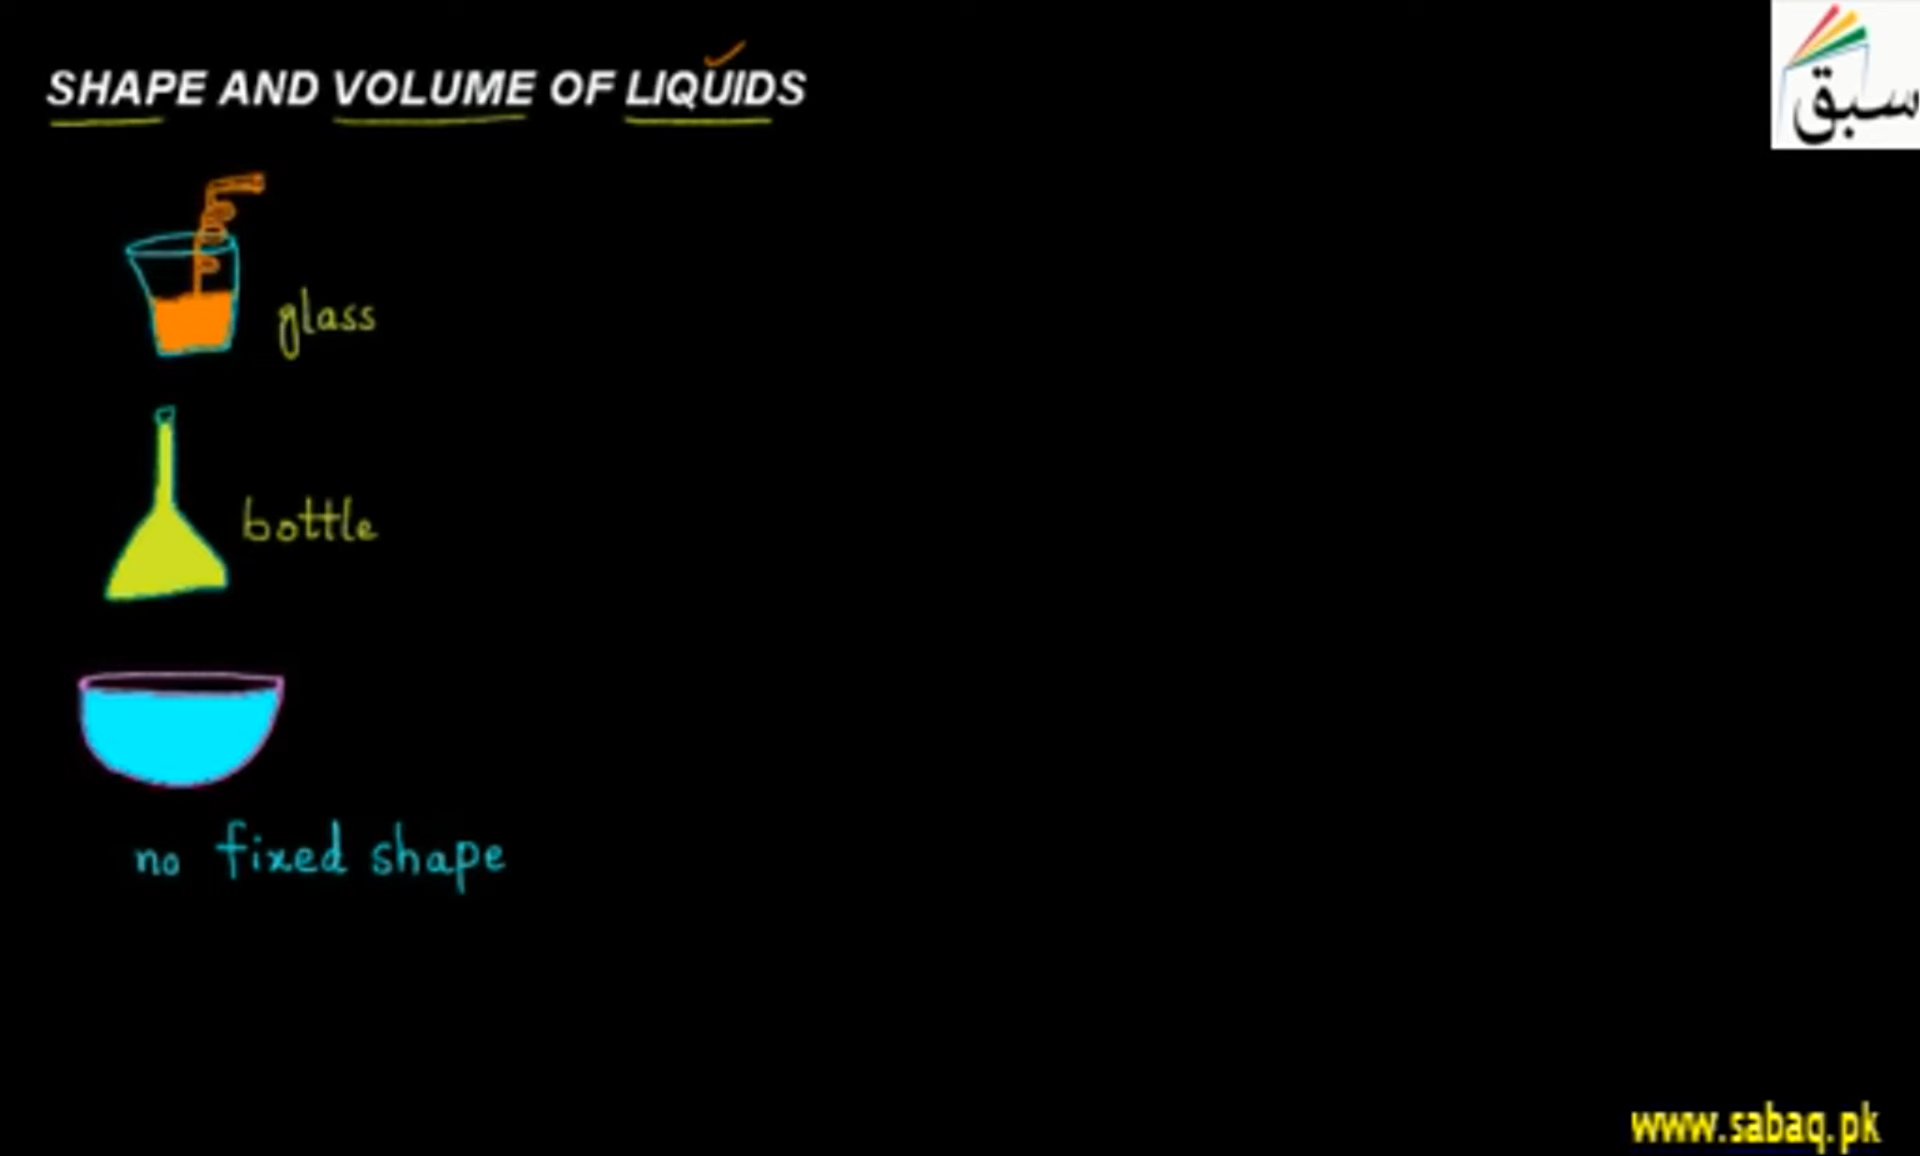 SHAPE AND VOLUME OF LIQUIDS
سبق
glass
bottle
no fixed shape
www.sabaq.pk